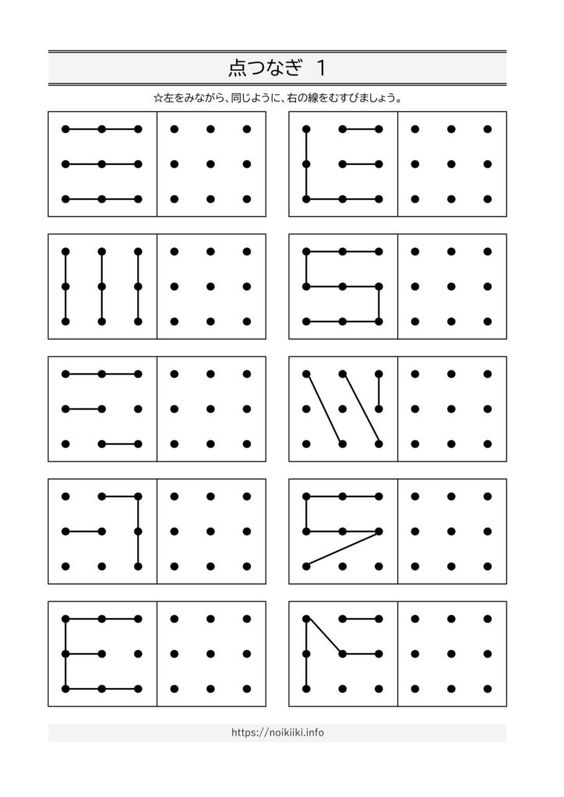 点つなぎ 1
☆左をみながら、同じように、右の線をむすびましょう。
https://noikiiki.info